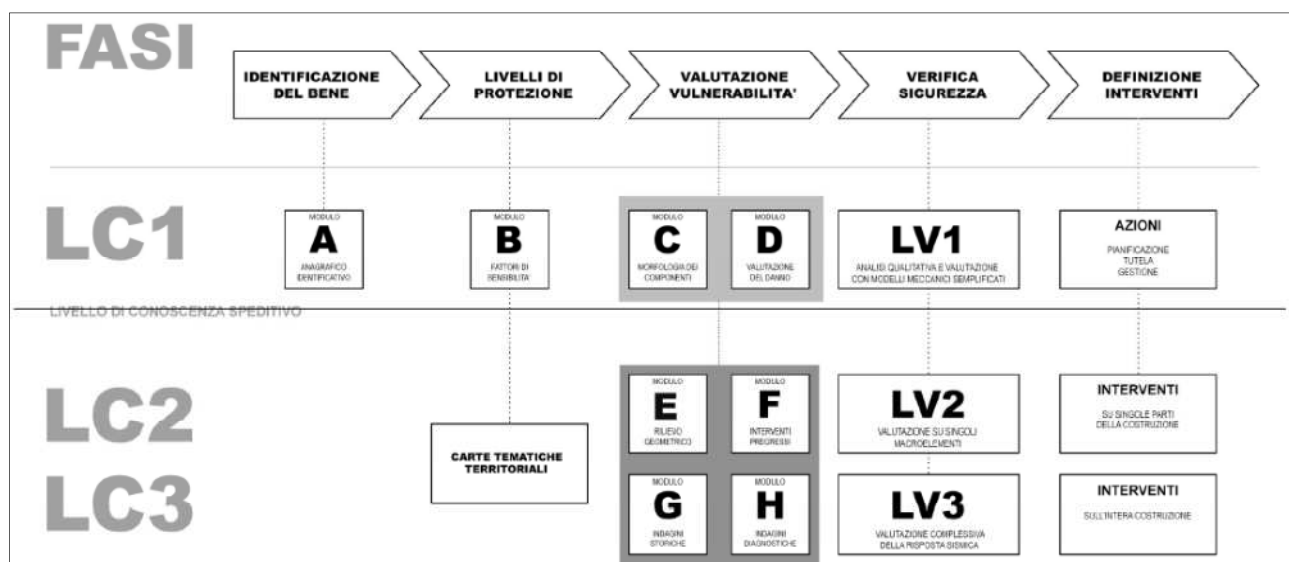 FASI
IDENTIFICAZIONE
DEL BENE
LIVELLI DI
PROTEZIONE
VALUTAZIONE
VULNERABILITA'
VERIFICA
SICUREZZA
DEFINIZIONE
INTERVENTI
LC1
MODULO
A
ANAGRAFICO
IDENTIFICATIVO
MODULO
B
FATTORI DI
SENSIBILITA'
MODULO
C
MORFOLOGIA DEI
COMPONENTI
MODULO
D
VALUTAZIONE
DEL DANNO
LV1
ANALISI QUALITATIVA E VALUTAZIONE
CON MODELLI MECCANICI SEMPLIFICATI
AZIONI
PIANIFICAZIONE
TUTELA
GESTIONE
LIVELLO DI CONOSCENZA SPEDITIVO
LC2
LC3
CARTE TEMATICHE
TERRITORIALI
MODULO
E
RILIEVO
GEOMETRICO
MODULO
F
INTERVENTI
PREGRESSI
LV2
VALUTAZIONE SU SINGOLI
MACROELEMENTI
INTERVENTI
SU SINGOLE PARTI
DELLA COSTRUZIONE
MODULO
G
INDAGINI
STORICHE
MODULO
H
INDAGINI
DIAGNOSTICHE
LV3
VALUTAZIONE COMPLESSIVA
DELLA RISPOSTA SISMICA
INTERVENTI
SULL'INTERA COSTRUZIONE